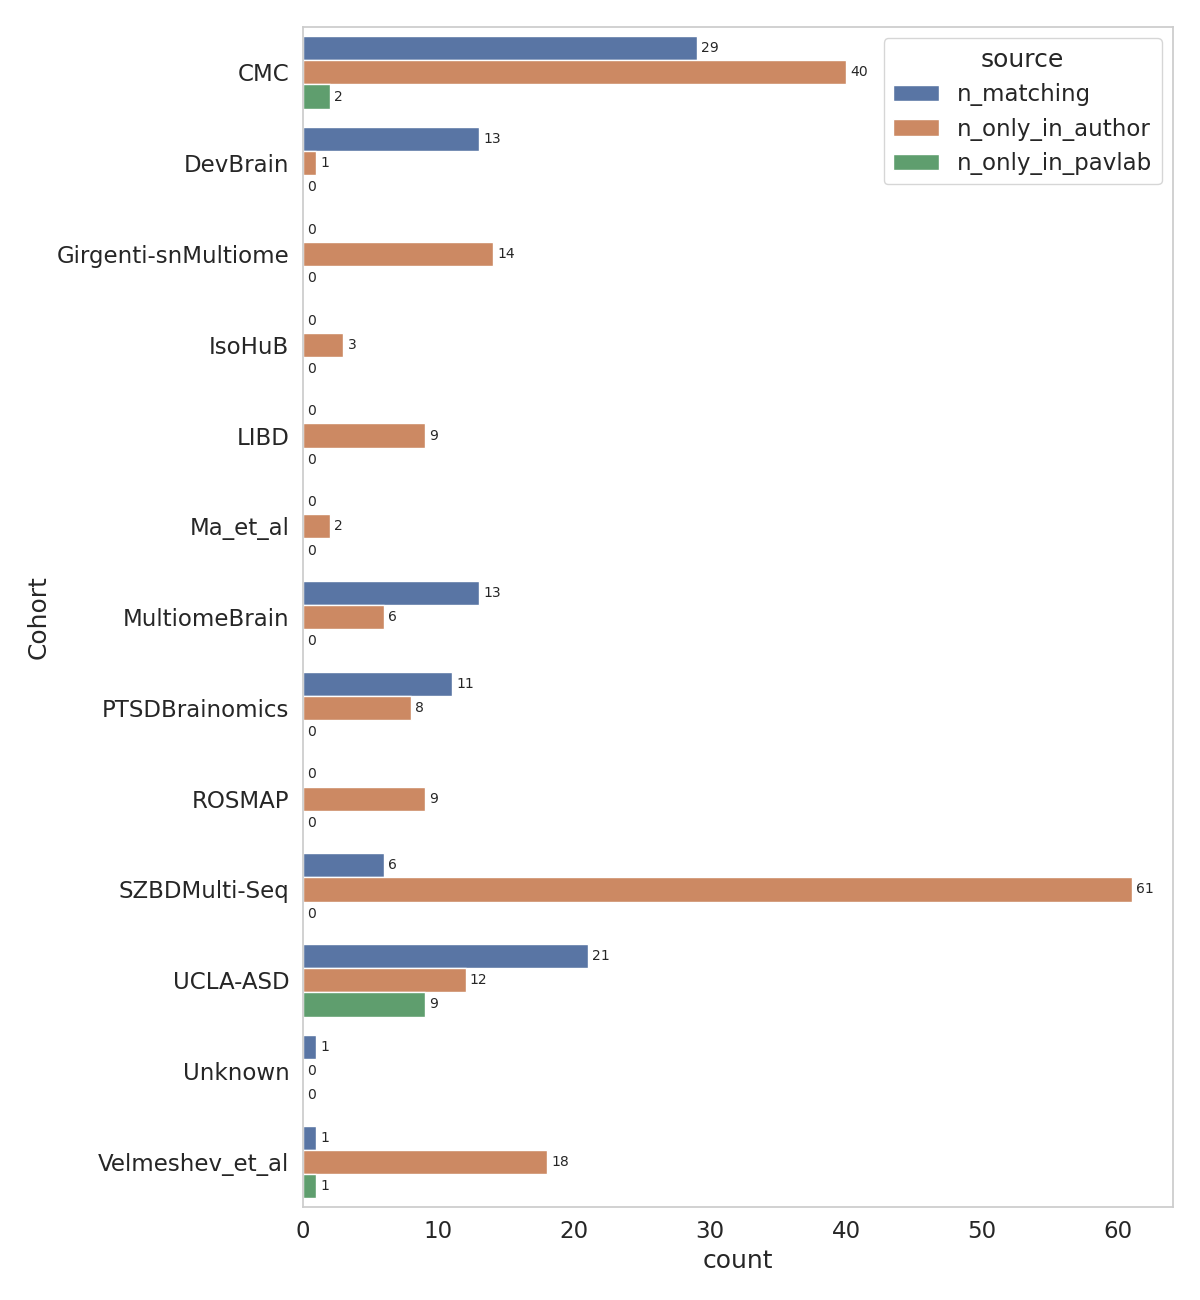 source
n_matching
n_only_in_author
n_only_in_pavlab
Cohort
CMC
29
40
2
DevBrain
13
1
0
Girgenti-snMultiome
0
14
0
IsoHuB
0
3
0
LIBD
0
9
0
Ma_et_al
0
2
0
MultiomeBrain
13
6
0
PTSDBrainomics
11
8
0
ROSMAP
0
9
0
SZBDMulti-Seq
6
61
0
UCLA-ASD
21
12
9
Unknown
1
0
0
Velmeshev_et_al
1
18
1
0 10 20 30 40 50 60
count